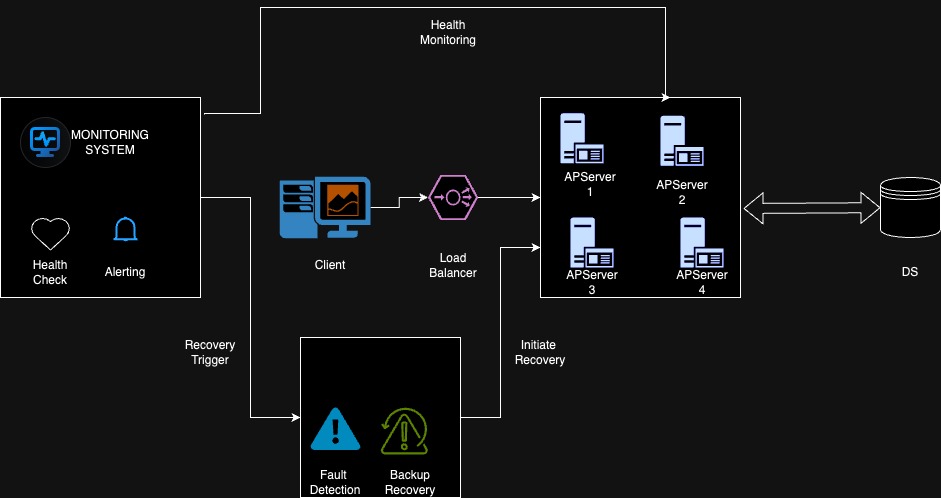 Health
Monitoring
MONITORING
SYSTEM
Health
Check
Alerting
Client
Load
Balancer
APServer
1
APServer
2
APServer
3
APServer
4
DS
Recovery
Trigger
Initiate
Recovery
Fault
Detection
Backup
Recovery